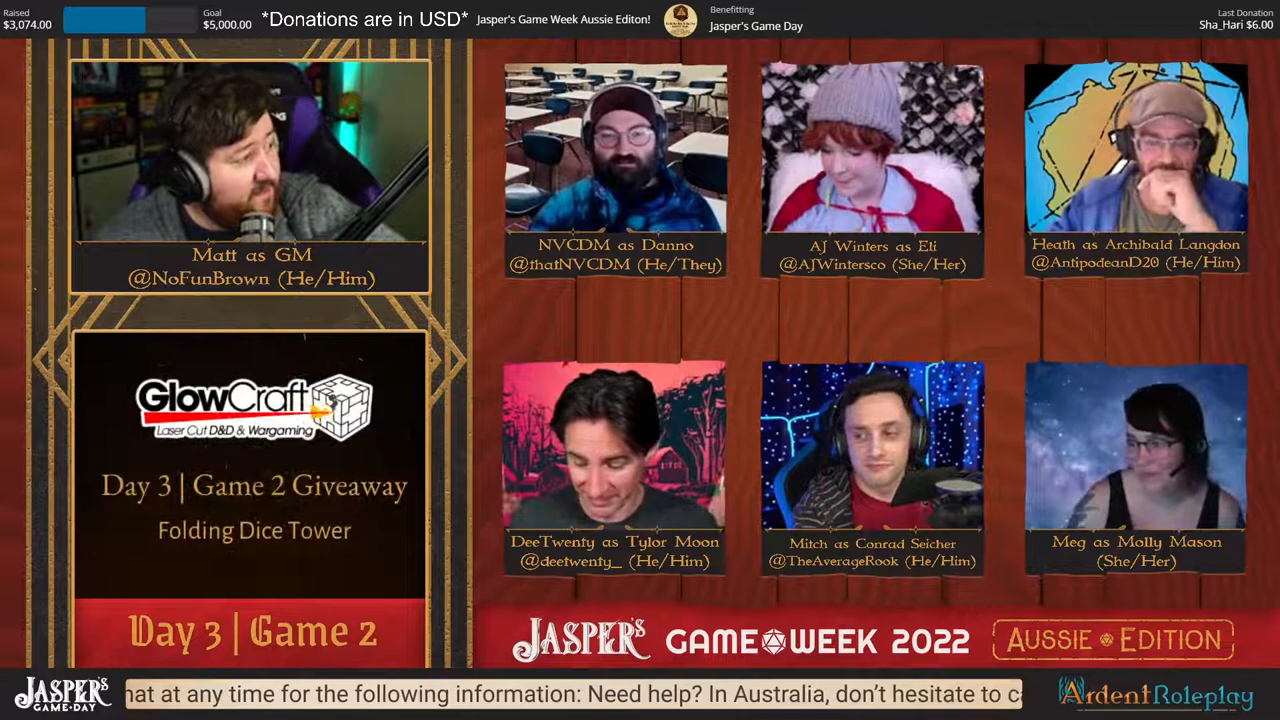 Raised
$3,074.00
Goal
$5,000.00
*Donations are in USD*
Jasper's Game Week Aussie Editon!
Benefitting
Jasper's Game Day
Last Donation
Sha_Hari $6.00
Matt as GM
@NoFunBrown (He/Him)
NVCDM as Danno
@thatNVCDM (He/They)
AJ Winters as Eli
@AJWintersco (She/Her)
Heath as Archibald Langdon
@AntipodeanD20 (He/Him)
GlowCraft
Laser Cut D&D & Wargaming
Day 3 | Game 2 Giveaway
Folding Dice Tower
DeeTwenty as Tylor Moon
@deetwenty_ (He/Him)
Mitch as Conrad Seicher
@TheAverageRook (He/Him)
Meg as Molly Mason
(She/Her)
Day 3 | Game 2
JASPER'S GAME WEEK 2022
AUSSIE EDITION
JASPER'S
GAME·DAY
hat at any time for the following information: Need help? In Australia, don't hesitate to c
ArdentRoleplay